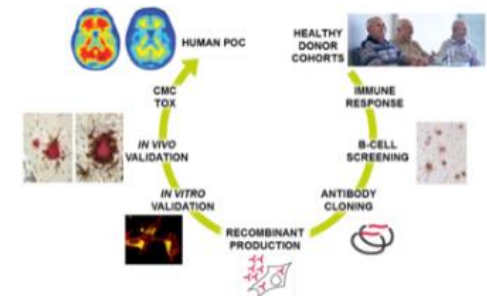 HUMAN POC
HEALTHY
DONOR
COHORTS
IMMUNE
RESPONSE
B-CELL
SCREENING
ANTIBODY
CLONING
RECOMBINANT
PRODUCTION
IN VITRO
VALIDATION
IN VIVO
VALIDATION
CMC
TOX